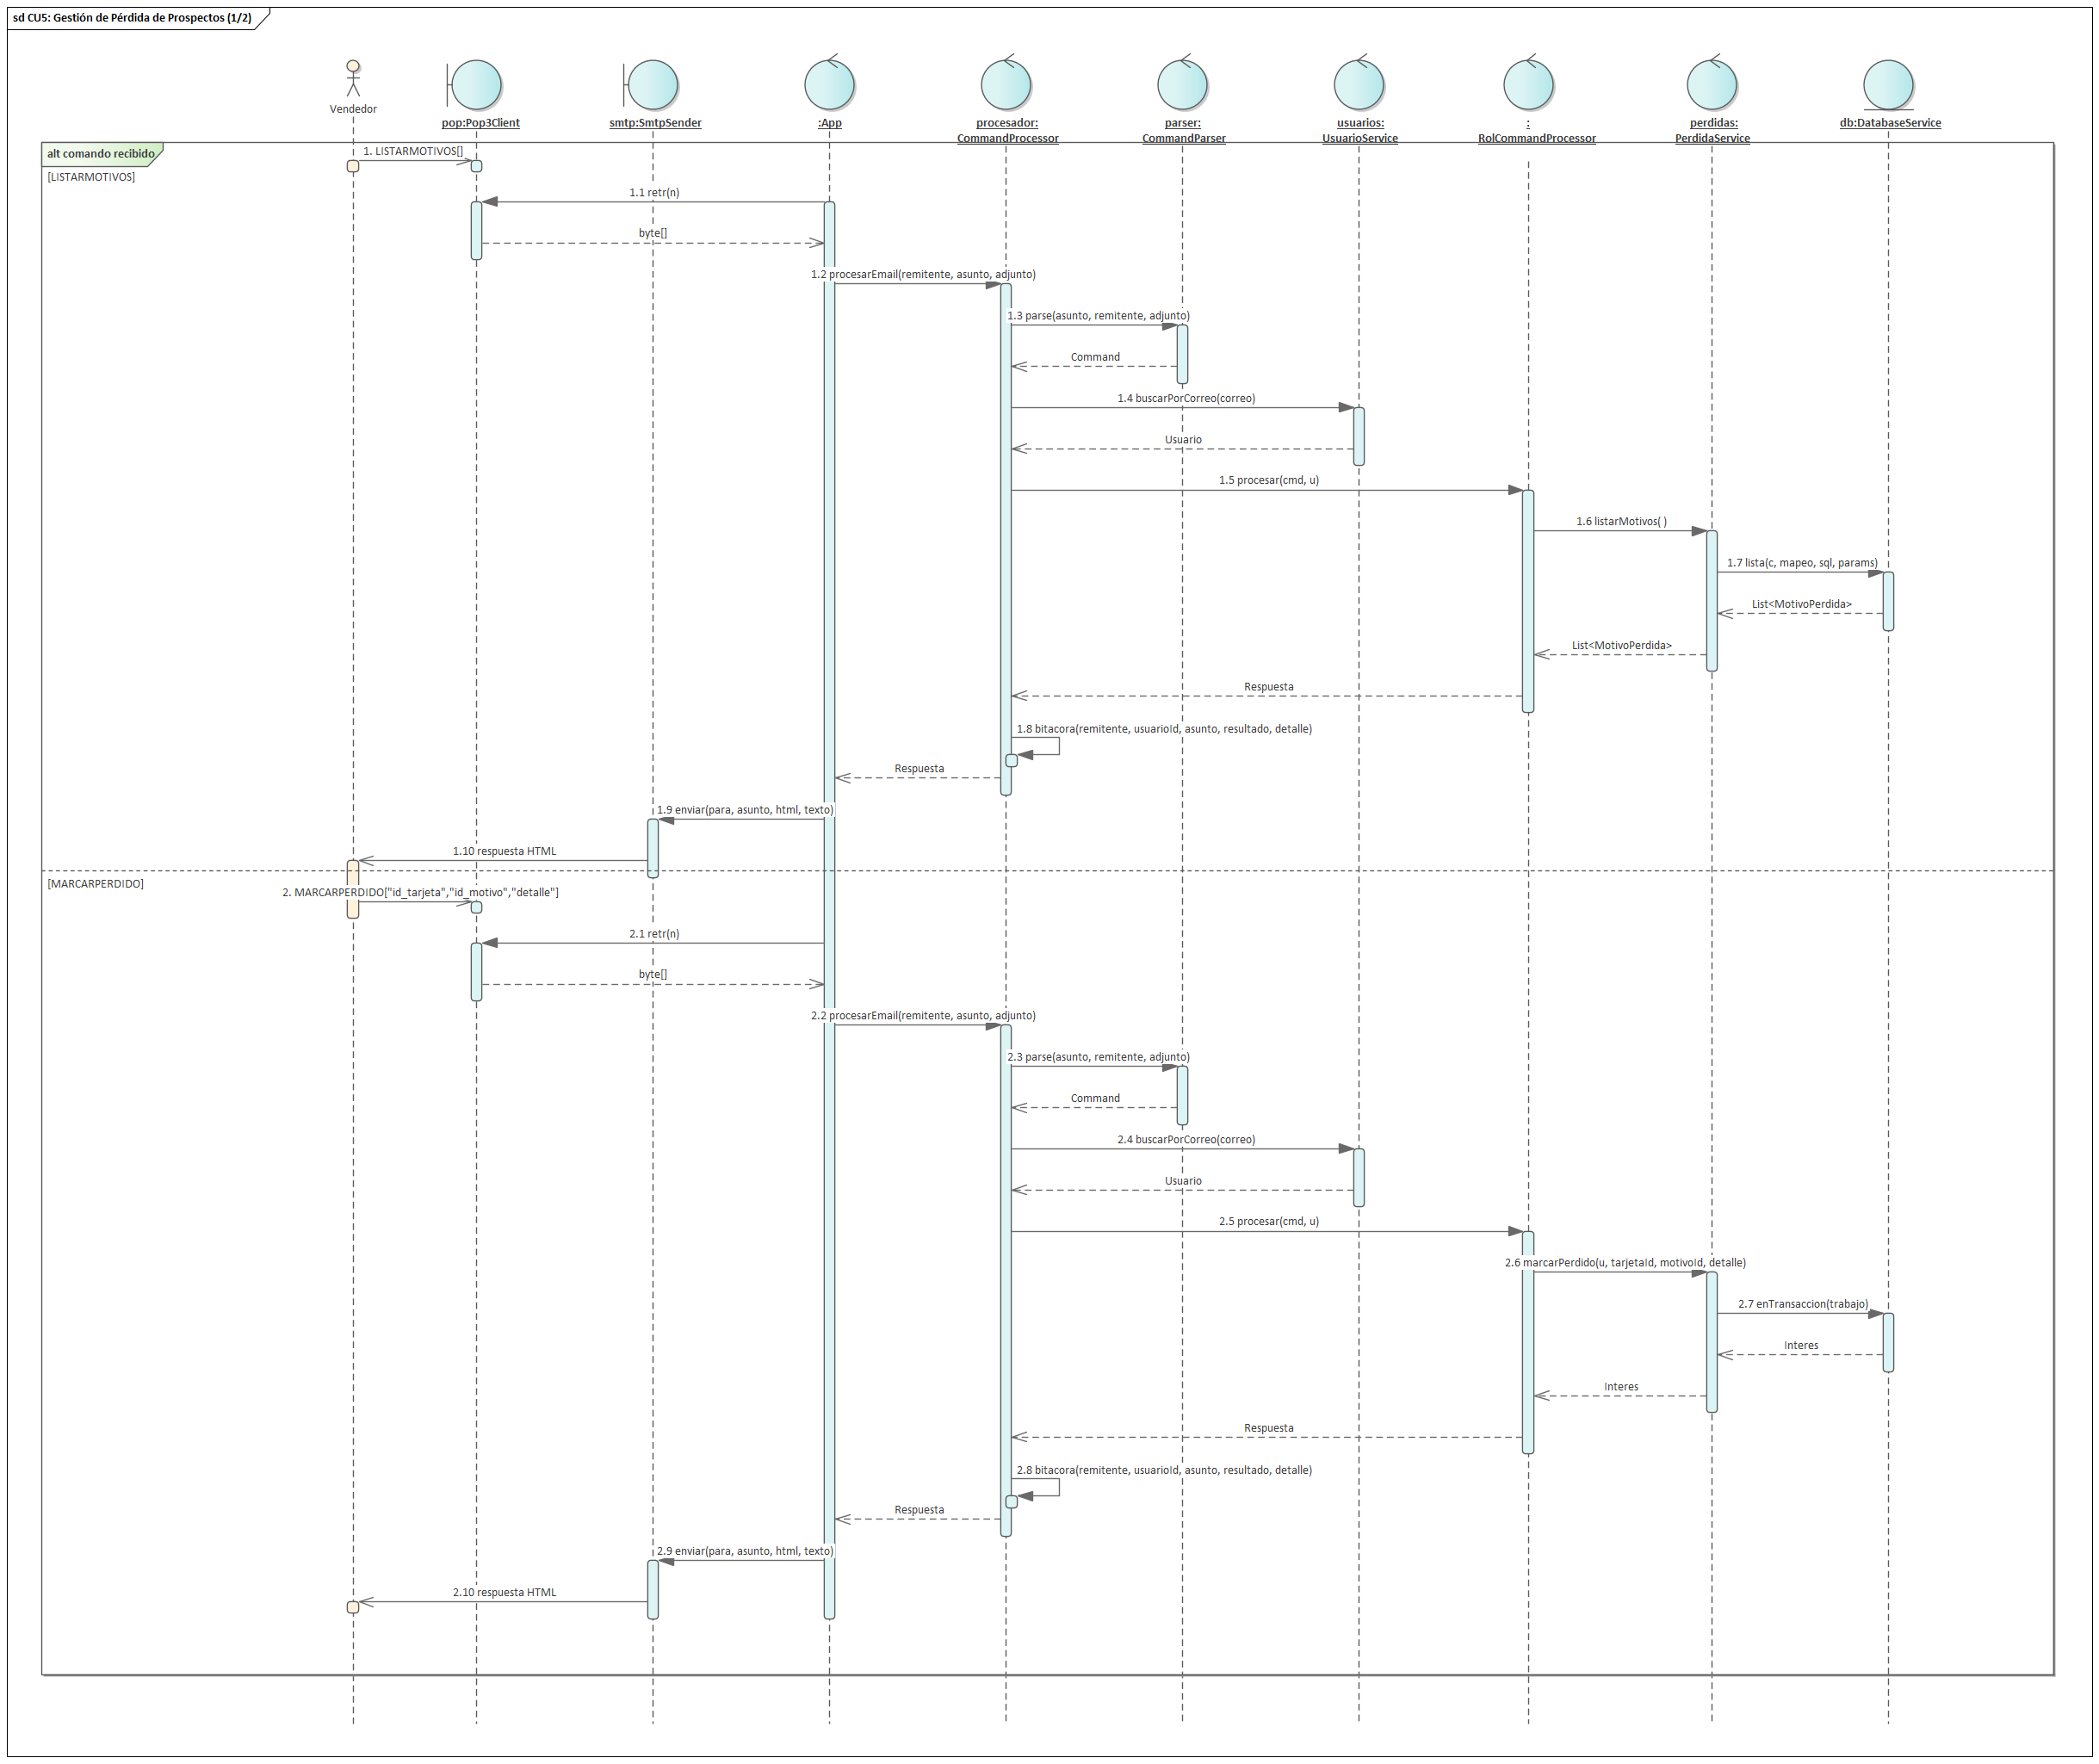 sd CU5: Gestión de Pérdida de Prospectos (1/2)
Vendedor
pop:Pop3Client
smtp:SmtpSender
:App
procesador:
CommandProcessor
parser:
CommandParser
usuarios:
UsuarioService
:
RolCommandProcessor
perdidas:
PerdidaService
db:DatabaseService
alt comando recibido
[LISTARMOTIVOS]
1. LISTARMOTIVOS[]
1.1 retr(n)
byte[]
1.2 procesarEmail(remitente, asunto, adjunto)
1.3 parse(asunto, remitente, adjunto)
Command
1.4 buscarPorCorreo(correo)
Usuario
1.5 procesar(cmd, u)
1.6 listarMotivos( )
1.7 lista(c, mapeo, sql, params)
List<MotivoPerdida>
List<MotivoPerdida>
Respuesta
1.8 bitacora(remitente, usuarioId, asunto, resultado, detalle)
Respuesta
1.9 enviar(para, asunto, html, texto)
1.10 respuesta HTML
[MARCARPERDIDO]
2. MARCARPERDIDO["id_tarjeta","id_motivo","detalle"]
2.1 retr(n)
byte[]
2.2 procesarEmail(remitente, asunto, adjunto)
2.3 parse(asunto, remitente, adjunto)
Command
2.4 buscarPorCorreo(correo)
Usuario
2.5 procesar(cmd, u)
2.6 marcarPerdido(u, tarjetaId, motivoId, detalle)
2.7 enTransaccion(trabajo)
Interes
Interes
Respuesta
2.8 bitacora(remitente, usuarioId, asunto, resultado, detalle)
Respuesta
2.9 enviar(para, asunto, html, texto)
2.10 respuesta HTML